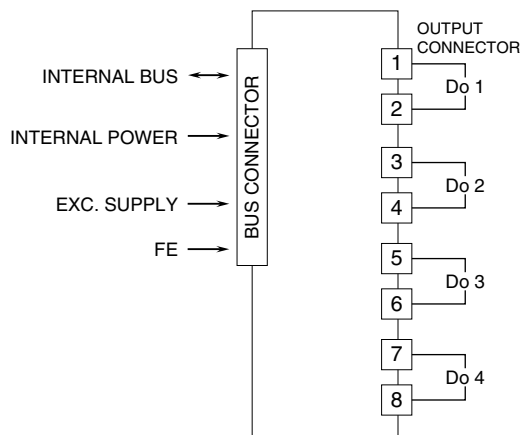 OUTPUT
CONNECTOR
INTERNAL BUS
INTERNAL POWER
EXC. SUPPLY
FE
BUS CONNECTOR
1
2
Do 1
3
4
Do 2
5
6
Do 3
7
8
Do 4